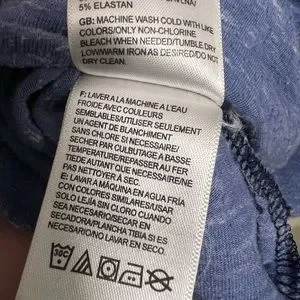 5% ELASTAN
GB: MACHINE WASH COLD WITH LIKE
COLORS/ONLY NON-CHLORINE
BLEACH WHEN NEEDED/TUMBLE DRY
LOW/WARM IRON AS DESIRED/DO NOT
DRY CLEAN.
F: LAVER A LA MACHINE A L'EAU
FROIDE AVEC COULEURS
SEMBLABLES/UTILISER SEULEMENT
UN AGENT DE BLANCHIMENT
SANS CHLORE SI NECESSAIRE/
SECHER PAR CULBUTAGE A BASSE
TEMPERATURE/REPASSER AU FER
TIEDE AUTANT QUE NECESSAIRE/NE
PAS NETTOYER À SEC.
E: LAVAR A MÁQUINA EN AGUA FRÍA
CON COLORES SIMILARES/USAR
SOLO LEJÍA SIN CLORO CUANDO
SEA NECESARIO/SECAR EN
SECADORA/PLANCHA TIBIA SI ES
NECESARIO/NO LAVAR EN SECO.
30C